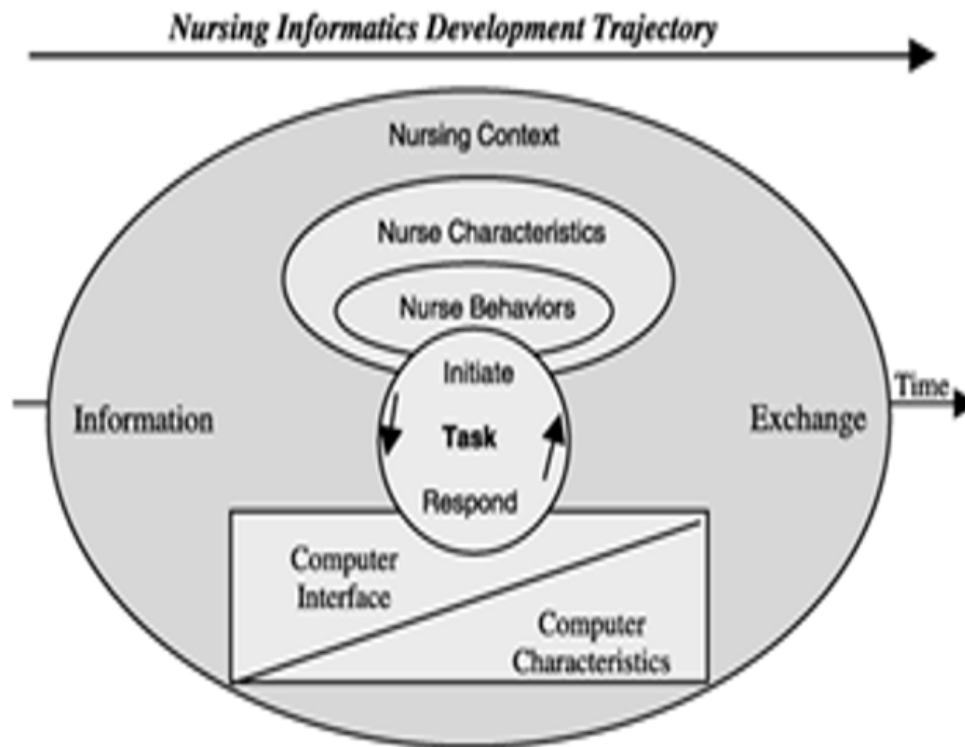 Nursing Informatics Development Trajectory
Nursing Context
Nurse Characteristics
Nurse Behaviors
Initiate
Time
Information
Task
Exchange
Respond
Computer
Interface
Computer
Characteristics